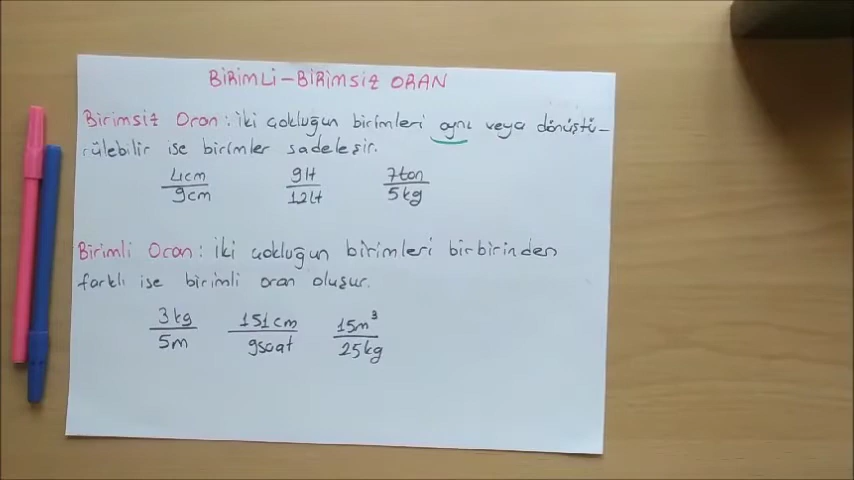 BİRİMLİ-BİRİMSİZ ORAN
Birimsiz Oran: İki çokluğun birimleri aynı veya dönüştü-
rülebilir ise birimler sadeleşir.
4cm 9lt 7ton
9cm 12lt 5kg
Birimli Oran: İki çokluğun birimleri birbirinden
farklı ise birimli oran oluşur.
3kg 151cm 15m³
5m 9saat 25kg